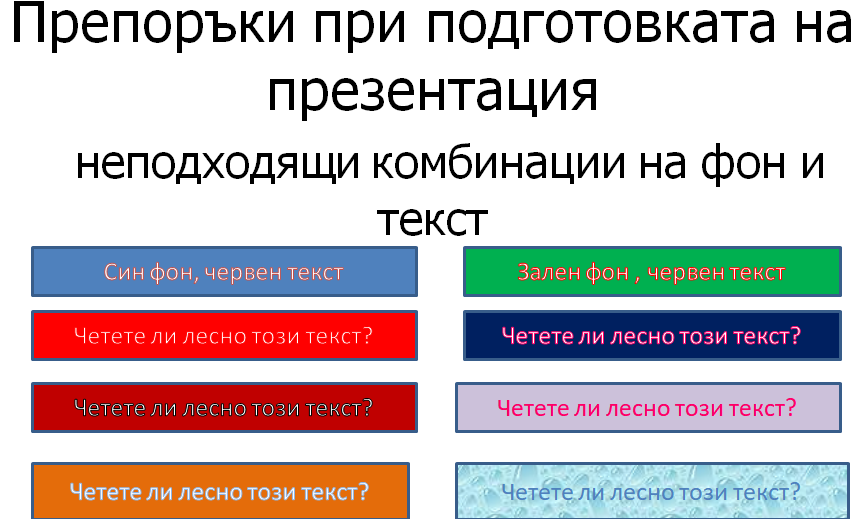 Препоръки при подготовката на
презентация
неподходящи комбинации на фон и
текст
Син фон, червен текст
Зален фон , червен текст
Четете ли лесно този текст?
Четете ли лесно този текст?
Четете ли лесно този текст?
Четете ли лесно този текст?
Четете ли лесно този текст?
Четете ли лесно този текст?